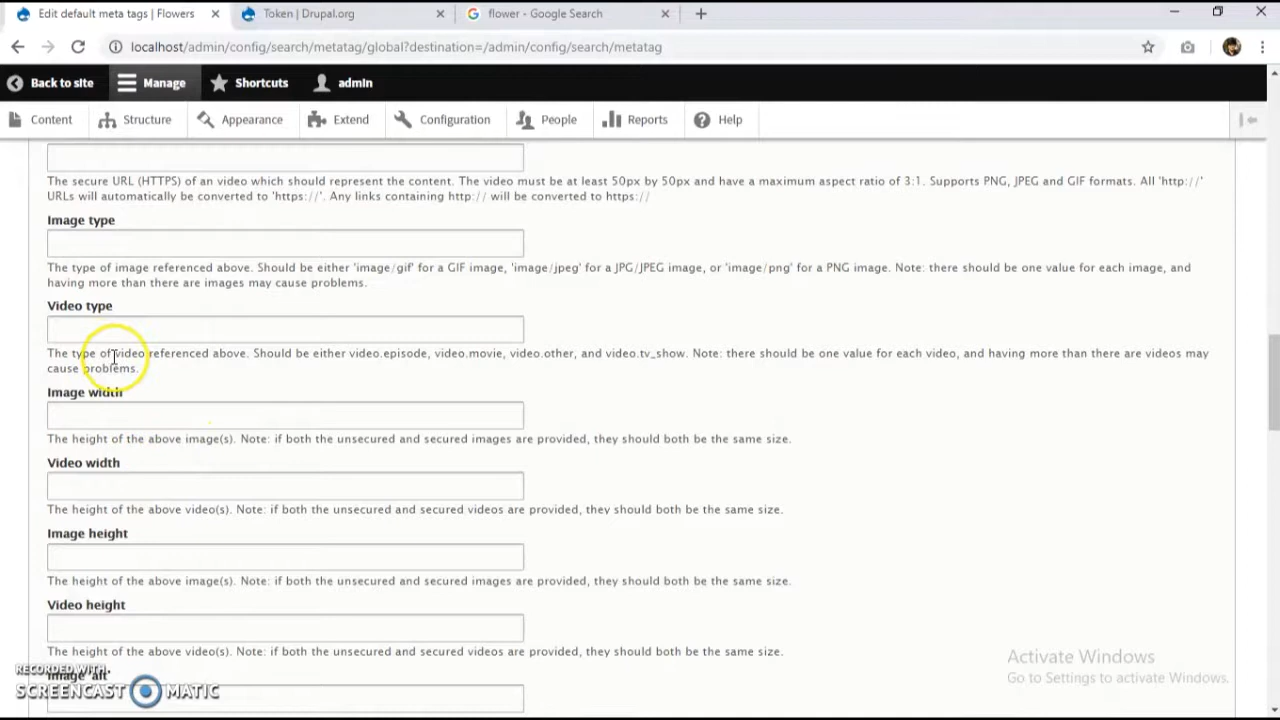 Edit default meta tags | Flowers
Token | Drupal.org
flower - Google Search
localhost/admin/config/search/metatag/global?destination=/admin/config/search/metatag
Back to site
Manage
Shortcuts
admin
Content
Structure
Appearance
Extend
Configuration
People
Reports
Help
The secure URL (HTTPS) of an video which should represent the content. The video must be at least 50px by 50px and have a maximum aspect ratio of 3:1. Supports PNG, JPEG and GIF formats. All 'http://'
URLs will automatically be converted to 'https://'. Any links containing http:// will be converted to https://
Image type
The type of image referenced above. Should be either 'image/gif' for a GIF image, 'image/jpeg' for a JPG/JPEG image, or 'image/png' for a PNG image. Note: there should be one value for each image, and
having more than there are images may cause problems.
Video type
The type of video referenced above. Should be either video.episode, video.movie, video.other, and video.tv_show. Note: there should be one value for each video, and having more than there are videos may
cause problems.
Image width
The height of the above image(s). Note: if both the unsecured and secured images are provided, they should both be the same size.
Video width
The height of the above video(s). Note: if both the unsecured and secured videos are provided, they should both be the same size.
Image height
The height of the above image(s). Note: if both the unsecured and secured images are provided, they should both be the same size.
Video height
The height of the above video(s). Note: if both the unsecured and secured videos are provided, they should both be the same size.
Image 'alt'
RECORDED WITH
SCREENCAST MATIC
Activate Windows
Go to Settings to activate Windows.